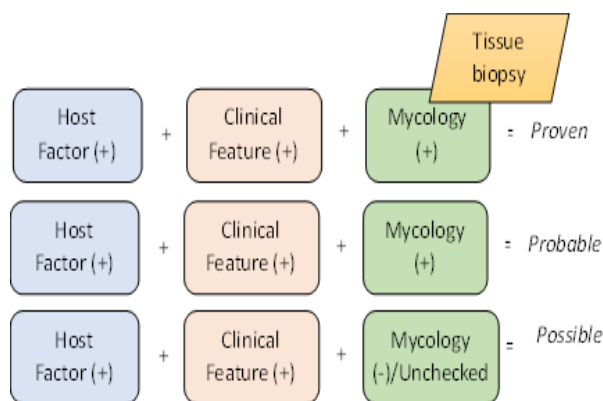 Tissue
biopsy
Host
Factor (+)
+
Clinical
Feature (+)
+
Mycology
(+)
= Proven
Host
Factor (+)
+
Clinical
Feature (+)
+
Mycology
(+)
= Probable
Host
Factor (+)
+
Clinical
Feature (+)
+
Mycology
(-)/Unchecked
= Possible